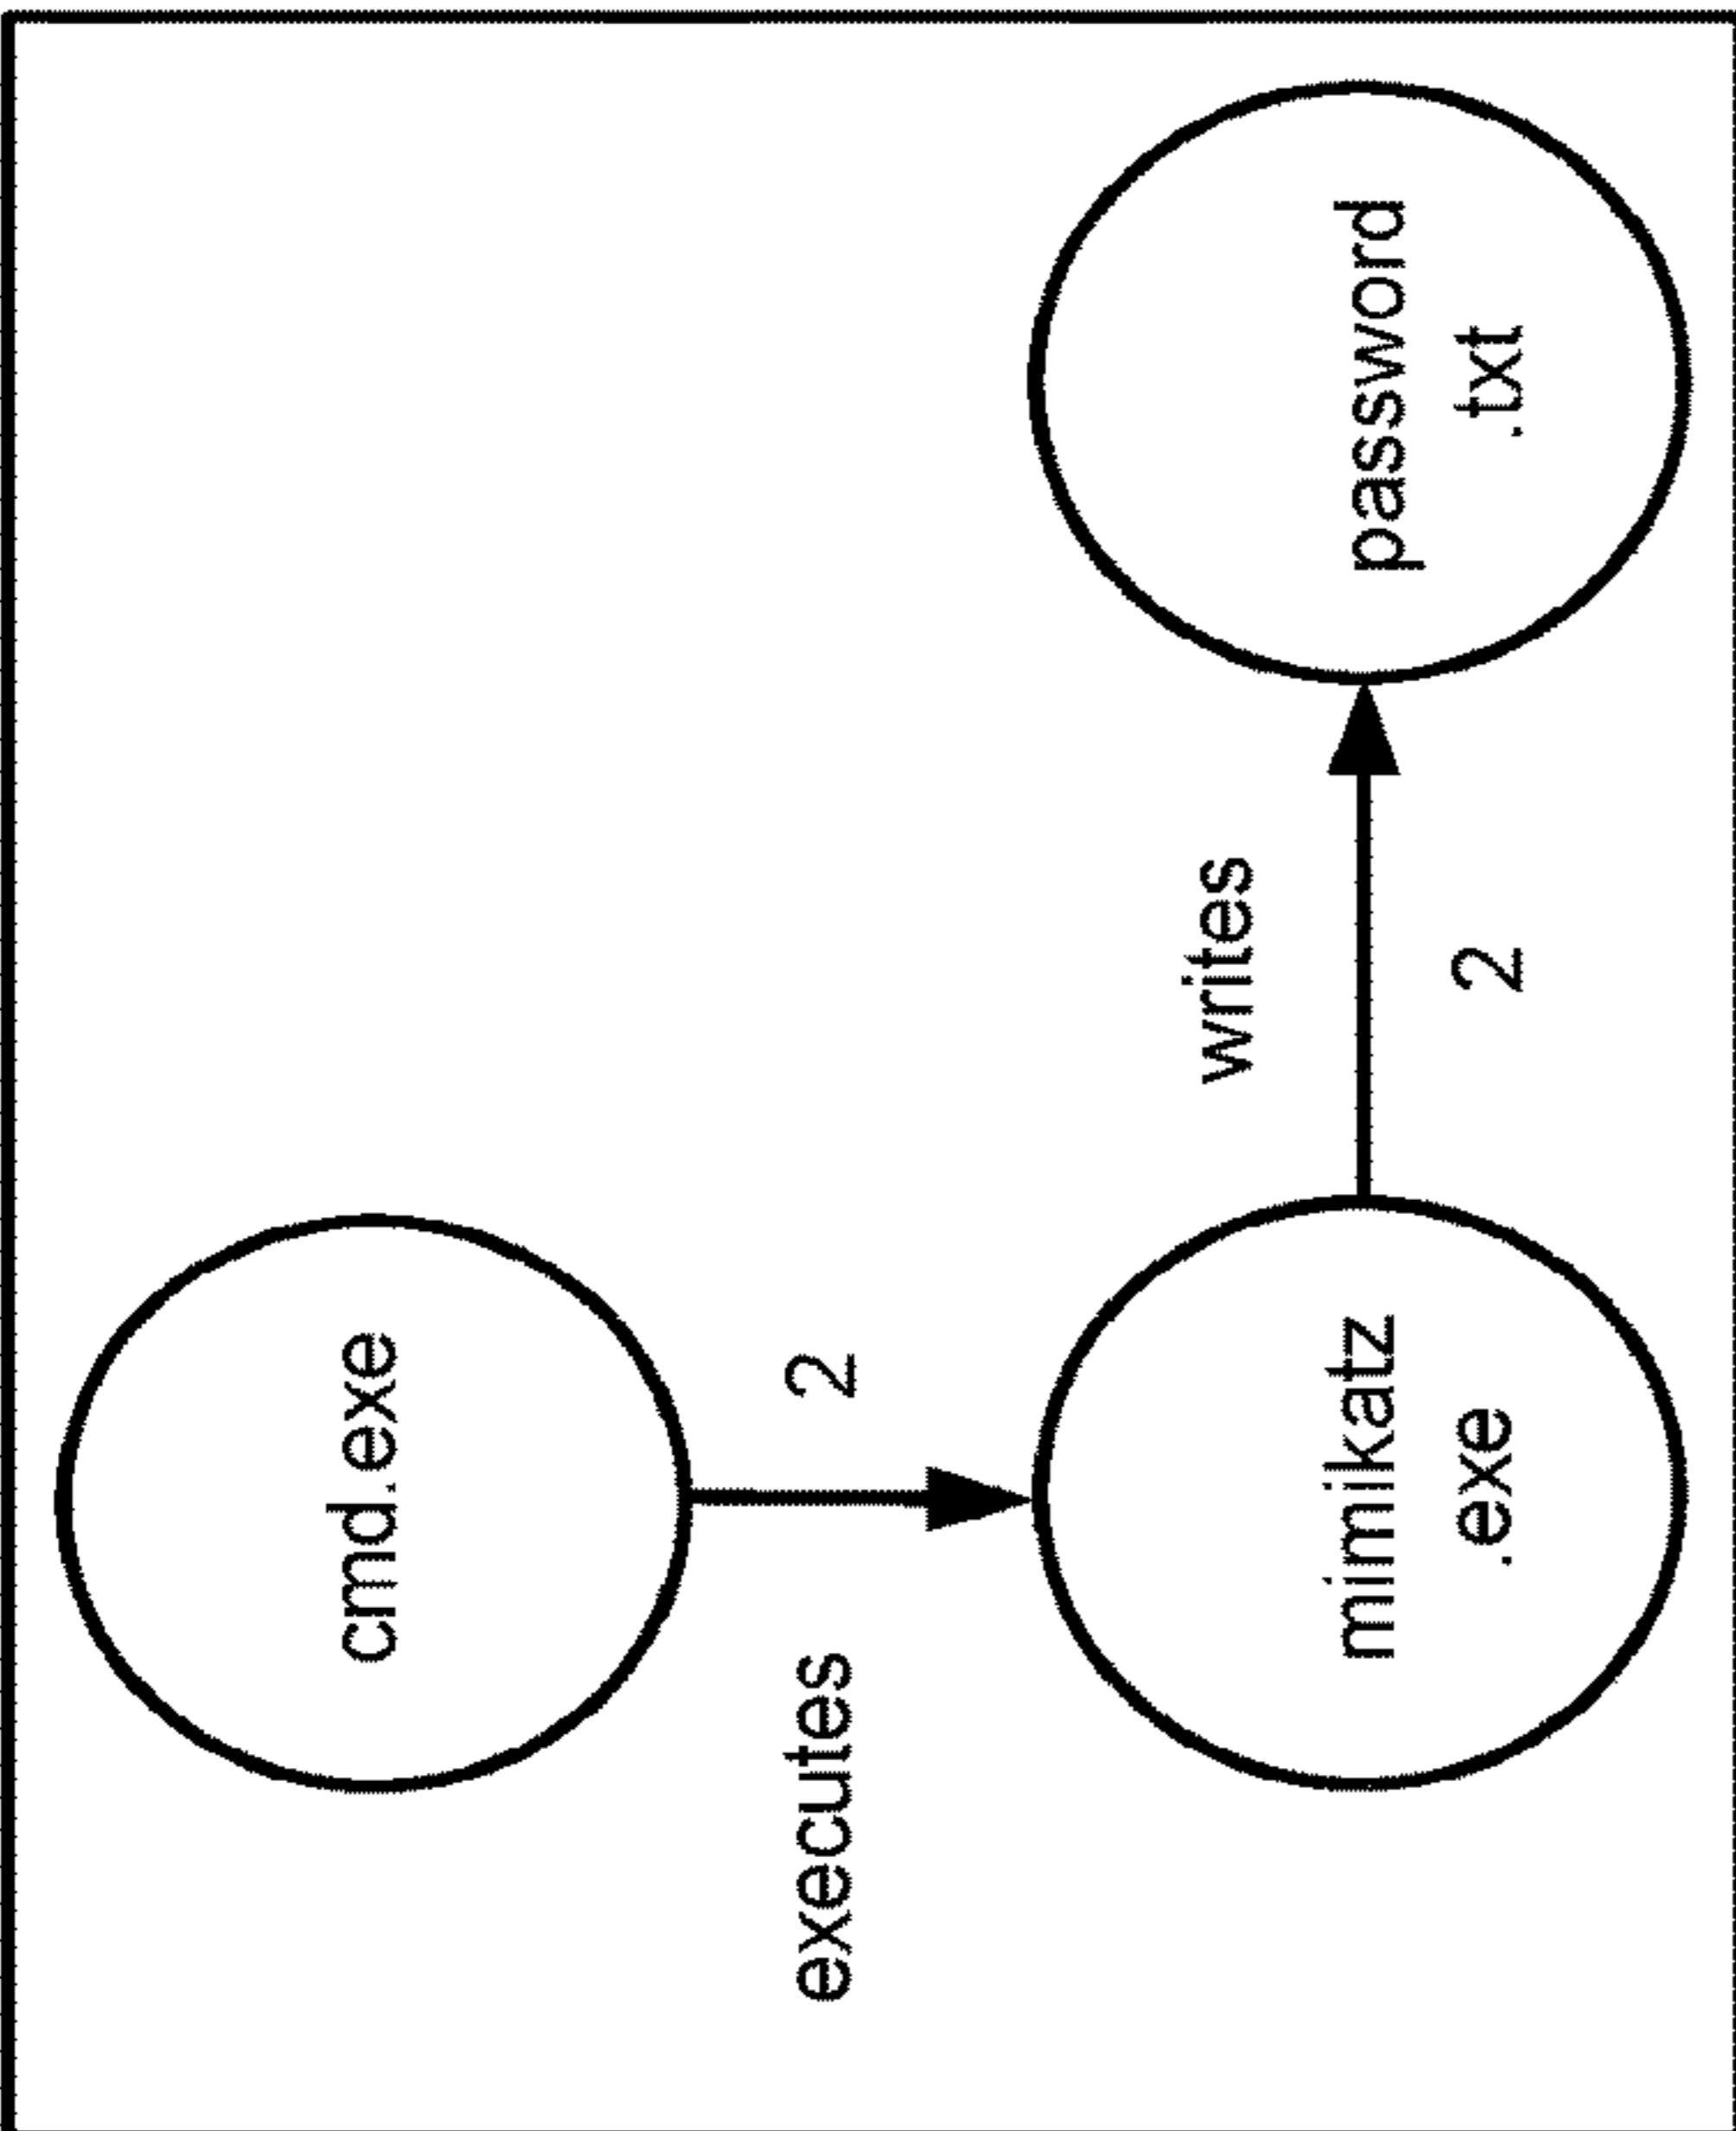 cmd.exe
executes
2
mimikatz
.exe
writes
2
password
.txt